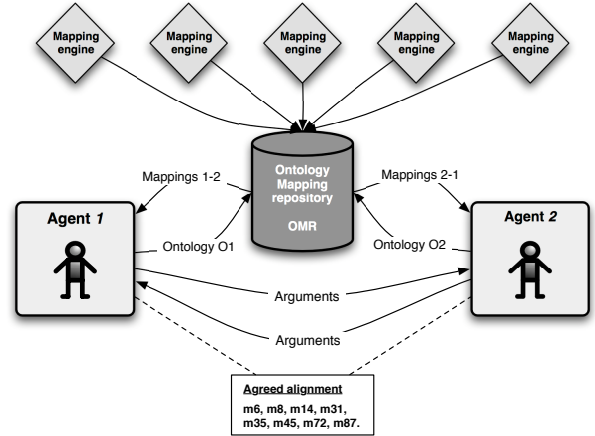 Mapping
engine
Mapping
engine
Mapping
engine
Mapping
engine
Mapping
engine
Ontology
Mapping
repository
OMR
Mappings 1-2
Mappings 2-1
Agent 1
Agent 2
Ontology O1
Ontology O2
Arguments
Arguments
Agreed alignment
m6, m8, m14, m31,
m35, m45, m72, m87.